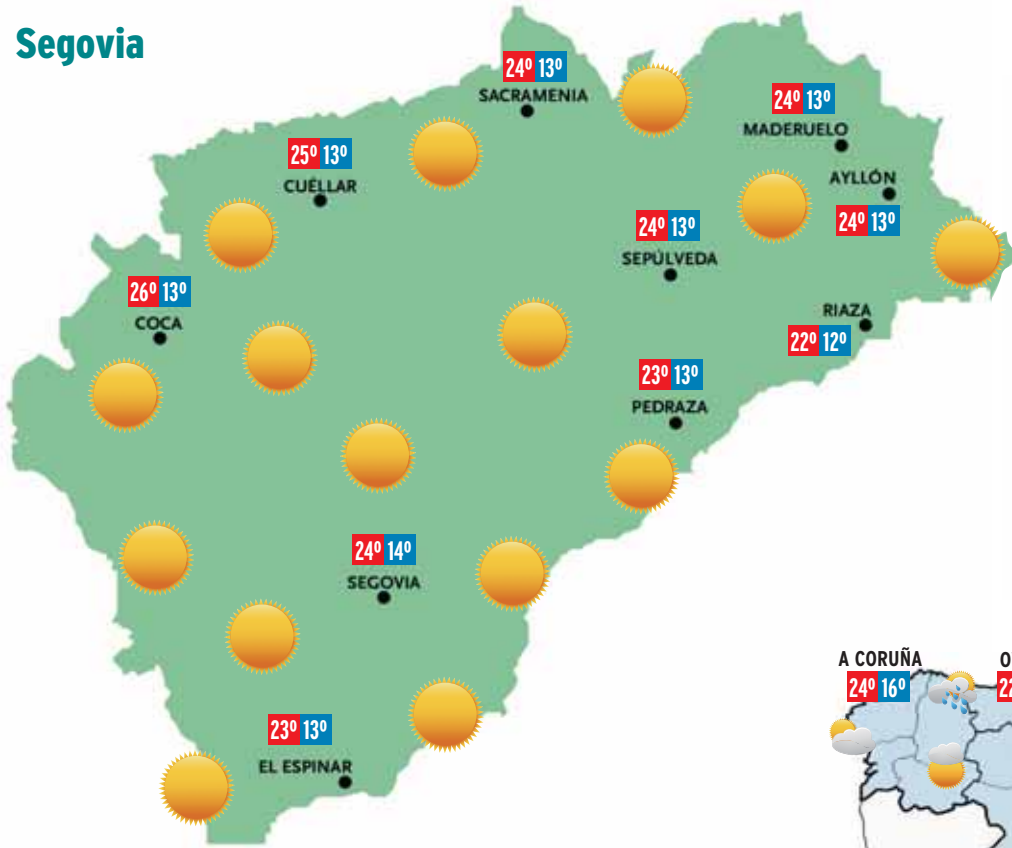 Segovia
24º 13º
SACRAMENIA
24º 13º
MADERUELO
25º 13º
CUÉLLAR
AYLLÓN
24º 13º
24º 13º
SEPÚLVEDA
26º 13º
COCA
RIAZA
22º 12º
23º 13º
PEDRAZA
24º 14º
SEGOVIA
23º 13º
EL ESPINAR
A CORUÑA
24º 16º
O
22